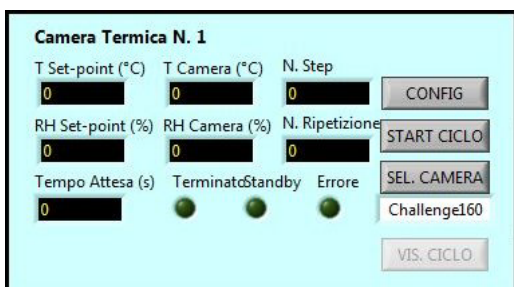 Camera Termica N. 1
T Set-point (°C) T Camera (°C) N. Step
0 0 0 CONFIG
RH Set-point (%) RH Camera (%) N. Ripetizione
0 0 0 START CICLO
Tempo Attesa (s) Terminato Standby Errore SEL. CAMERA
0 Challenge160
VIS. CICLO